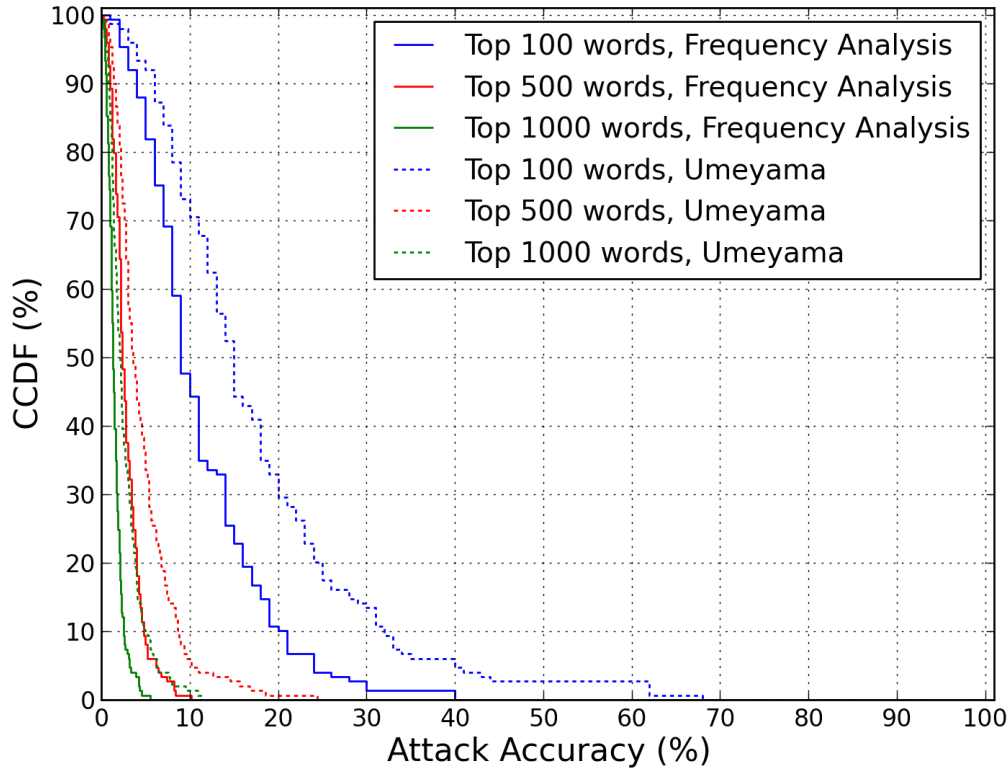 100
90
80
70
60
50
40
30
20
10
0
CCDF (%)
Top 100 words, Frequency Analysis
Top 500 words, Frequency Analysis
Top 1000 words, Frequency Analysis
Top 100 words, Umeyama
Top 500 words, Umeyama
Top 1000 words, Umeyama
0 10 20 30 40 50 60 70 80 90 100
Attack Accuracy (%)